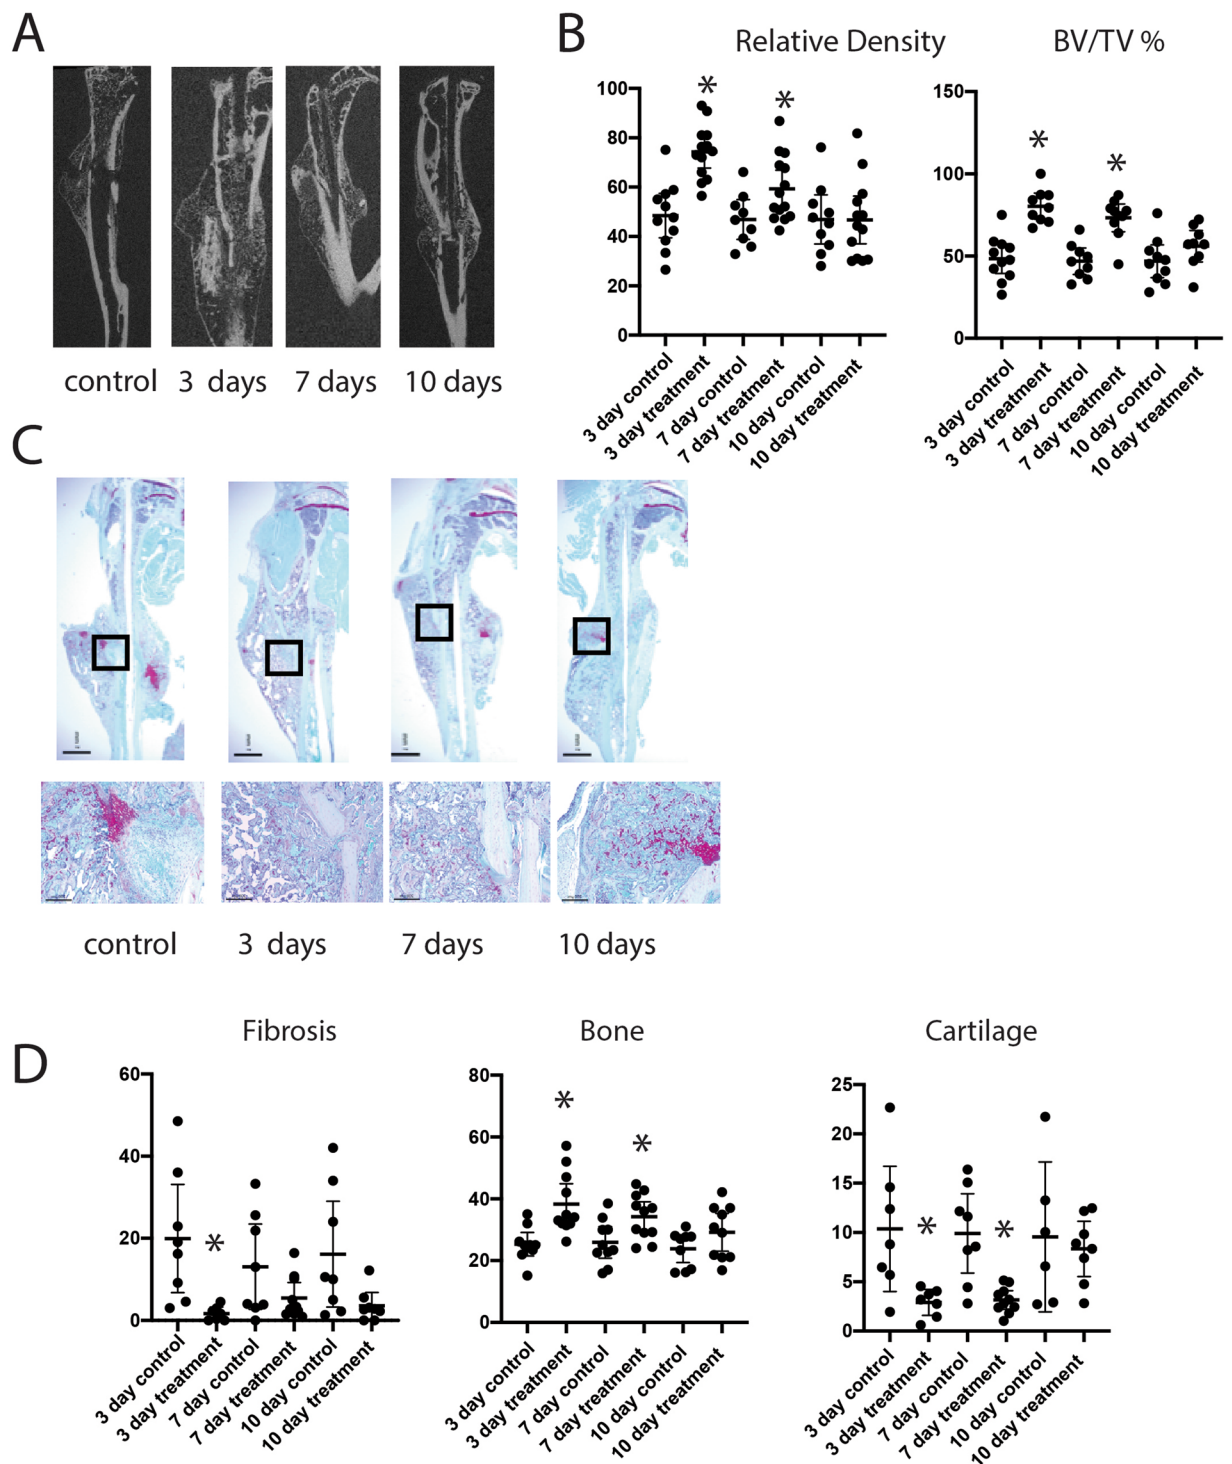 A
B
Relative Density
BV/TV %
100
80
60
40
20
0
*
*
3 day control
3 day treatment
7 day control
7 day treatment
10 day control
10 day treatment
150
100
50
0
*
*
3 day control
3 day treatment
7 day control
7 day treatment
10 day control
10 day treatment
control
3 days
7 days
10 days
C
control
3 days
7 days
10 days
D
Fibrosis
Bone
Cartilage
60
40
20
0
*
3 day control
3 day treatment
7 day control
7 day treatment
10 day control
10 day treatment
80
60
40
20
0
*
*
3 day control
3 day treatment
7 day control
7 day treatment
10 day control
10 day treatment
25
20
15
10
5
0
*
*
3 day control
3 day treatment
7 day control
7 day treatment
10 day control
10 day treatment